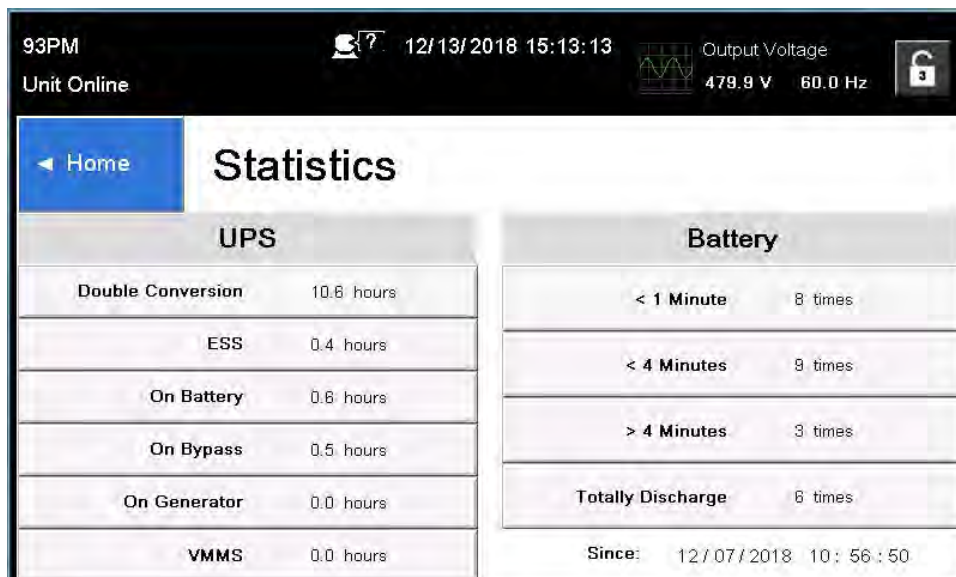 93PM
Unit Online
?
12/13/2018 15:13:13
Output Voltage
479.9 V 60.0 Hz
3
◄ Home
Statistics
UPS
Double Conversion 10.6 hours
ESS 0.4 hours
On Battery 0.6 hours
On Bypass 0.5 hours
On Generator 0.0 hours
VMMS 0.0 hours
Battery
< 1 Minute 8 times
< 4 Minutes 9 times
> 4 Minutes 3 times
Totally Discharge 6 times
Since: 12/07/2018 10:56:50